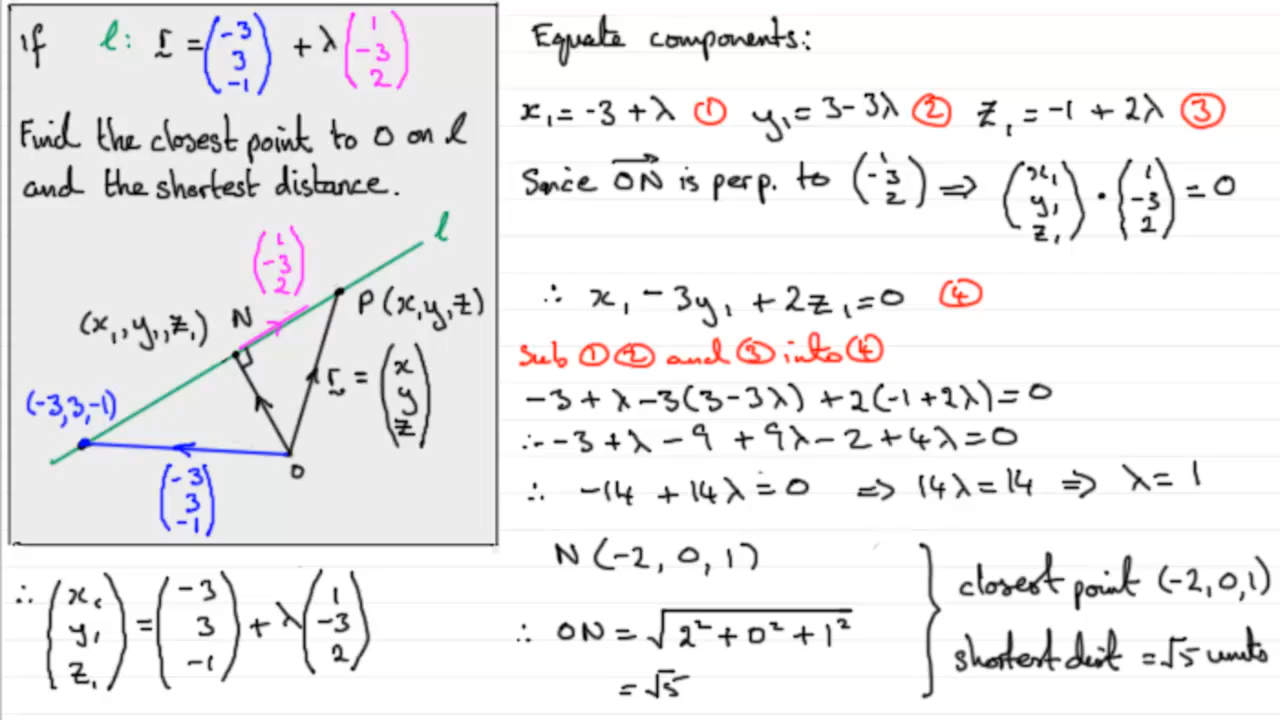 If l: r = (-3 3 -1) + λ (1 -3 2)
Find the closest point to O on l
and the shortest distance.
l
(1 -3 2)
(x₁, y₁, z₁) N
P (x, y, z)
r = (x y z)
(-3, 3, -1)
O
(-3 3 -1)
∴ (x₁ y₁ z₁) = (-3 3 -1) + λ (1 -3 2)
Equate components:
x₁ = -3 + λ ① y₁ = 3 - 3λ ② z₁ = -1 + 2λ ③
Since ON is perp. to (1 -3 2) ⇒ (x₁ y₁ z₁) · (1 -3 2) = 0
∴ x₁ - 3y₁ + 2z₁ = 0 ④
Sub ① ② and ③ into ④
-3 + λ - 3(3 - 3λ) + 2(-1 + 2λ) = 0
∴ -3 + λ - 9 + 9λ - 2 + 4λ = 0
∴ -14 + 14λ = 0 ⇒ 14λ = 14 ⇒ λ = 1
N (-2, 0, 1)
∴ ON = √(2² + 0² + 1²)
= √5
closest point (-2, 0, 1)
shortest dist = √5 units